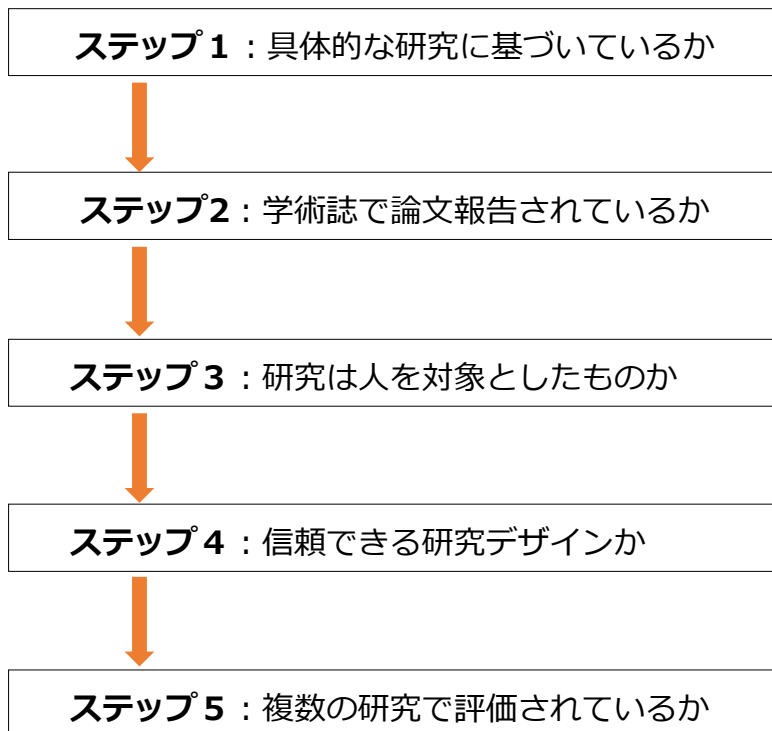 ステップ１：具体的な研究に基づいているか
ステップ2：学術誌で論文報告されているか
ステップ３：研究は人を対象としたものか
ステップ４：信頼できる研究デザインか
ステップ５：複数の研究で評価されているか